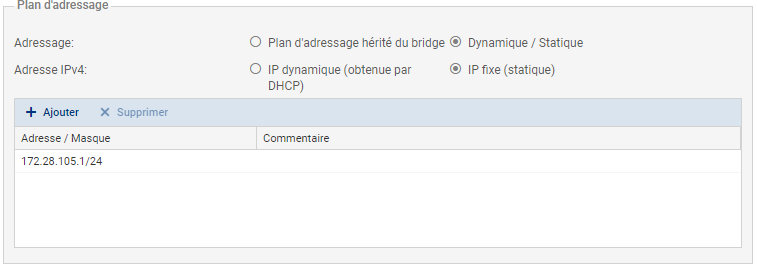 Plan d'adressage
Adressage: Plan d'adressage hérité du bridge Dynamique / Statique
Adresse IPv4: IP dynamique (obtenue par DHCP) IP fixe (statique)
+ Ajouter × Supprimer
Adresse / Masque Commentaire
172.28.105.1/24